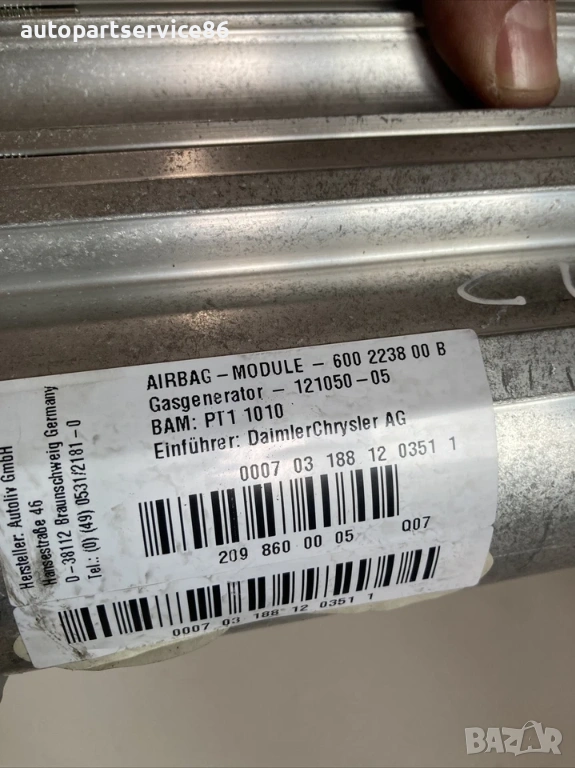 autopartservice86
AIRBAG – MODULE – 600 2238 00 B
Gasgenerator – 121050-05
BAM: PT1 1010
Einführer: DaimlerChrysler AG
0007 03 188 12 0351 1
209 860 00 05 Q07
0007 03 188 12 0351 1
Hersteller: Autoliv GmbH
Hansestraße 46
D-38112 Braunschweig Germany
Tel.: (0) (49) 0531/2181-0
BAZAR